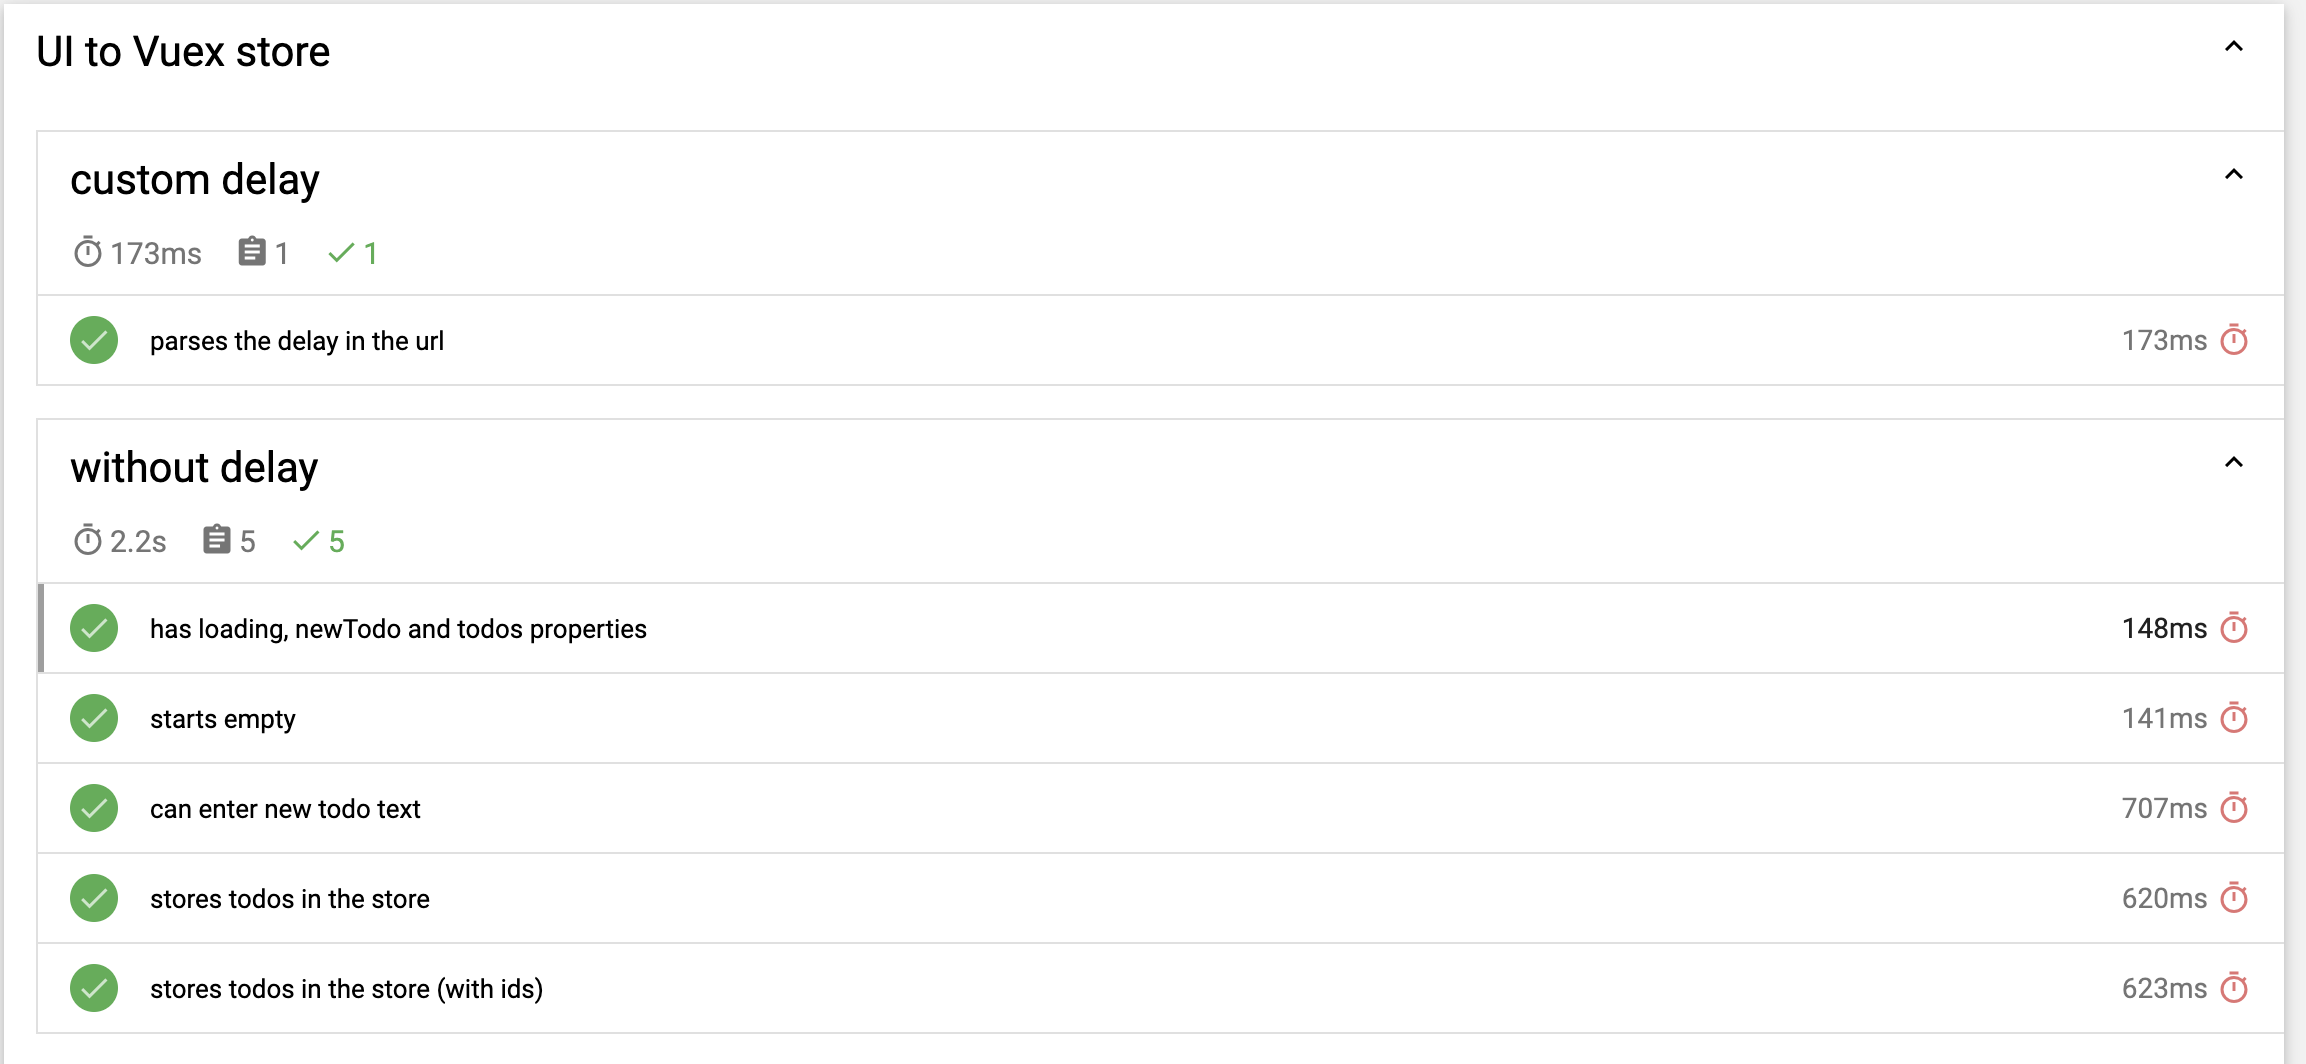 UI to Vuex store
custom delay
173ms 1 1
parses the delay in the url 173ms
without delay
2.2s 5 5
has loading, newTodo and todos properties 148ms
starts empty 141ms
can enter new todo text 707ms
stores todos in the store 620ms
stores todos in the store (with ids) 623ms